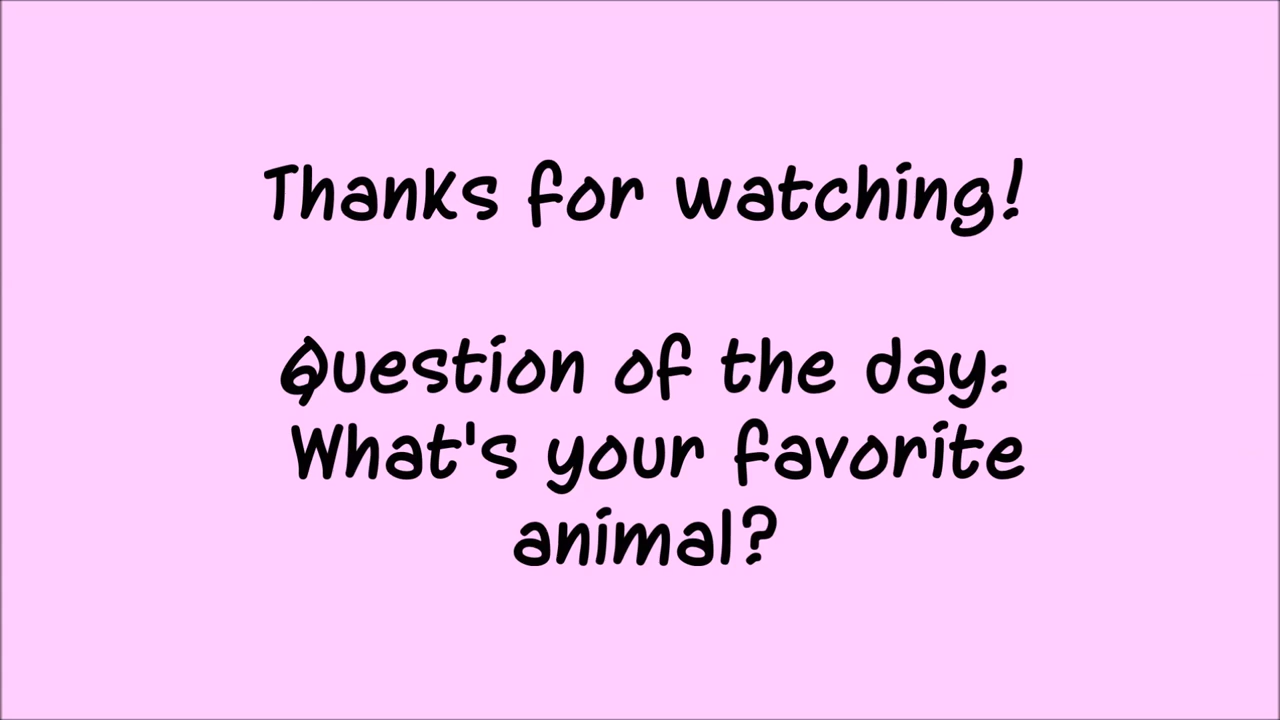 Thanks for watching!
Question of the day:
What's your favorite
animal?